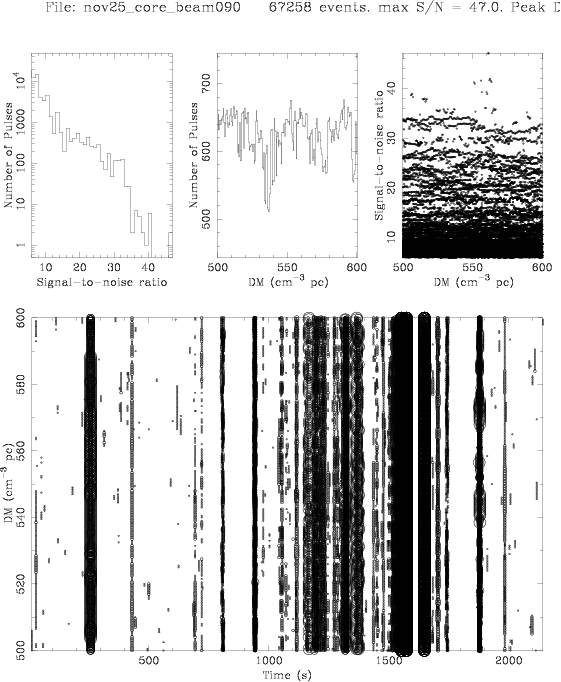 File: nov25_core_beam090 67258 events. max S/N = 47.0. Peak D
Number of Pulses
10⁴
1000
100
10
1
10 20 30 40
Signal-to-noise ratio
Number of Pulses
700
600
500
500 550 600
DM (cm⁻³ pc)
Signal-to-noise ratio
40
30
20
10
500 550 600
DM (cm⁻³ pc)
DM (cm⁻³ pc)
600
580
560
540
520
500
500 1000 1500 2000
Time (s)